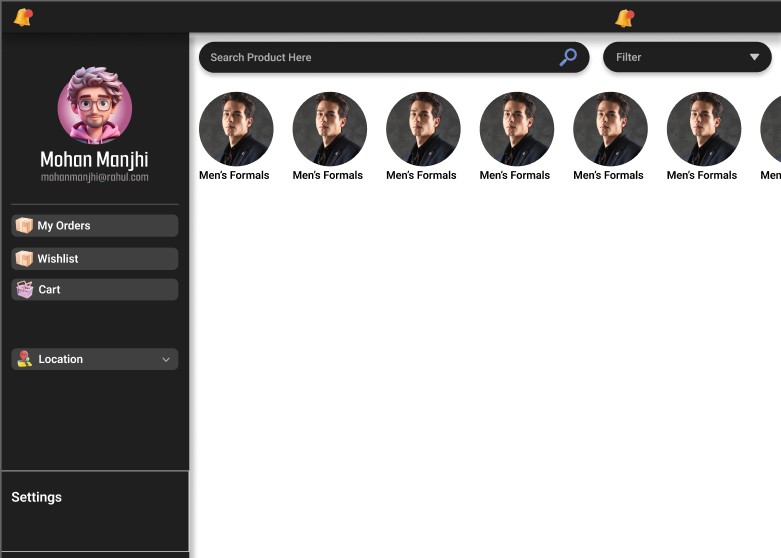 Search Product Here
Filter
Mohan Manjhi
mohanmanjhi@rahul.com
Men's Formals
Men's Formals
Men's Formals
Men's Formals
Men's Formals
Men's Formals
Men
My Orders
Wishlist
Cart
Location
Settings